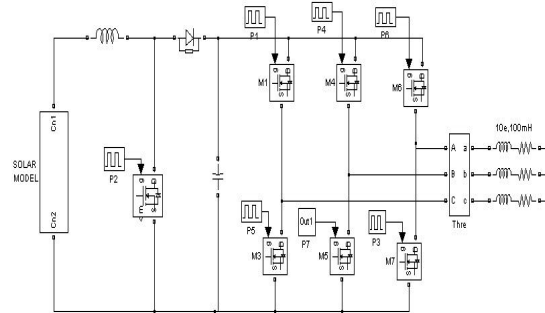 P1
P4
P6
M1
M4
M6
Cn1
SOLAR
MODEL
Cn2
P2
10e,100mH
A a
B b
C c
Thre
P5
Out1
P7
P3
M3
M5
M7
g
D
S